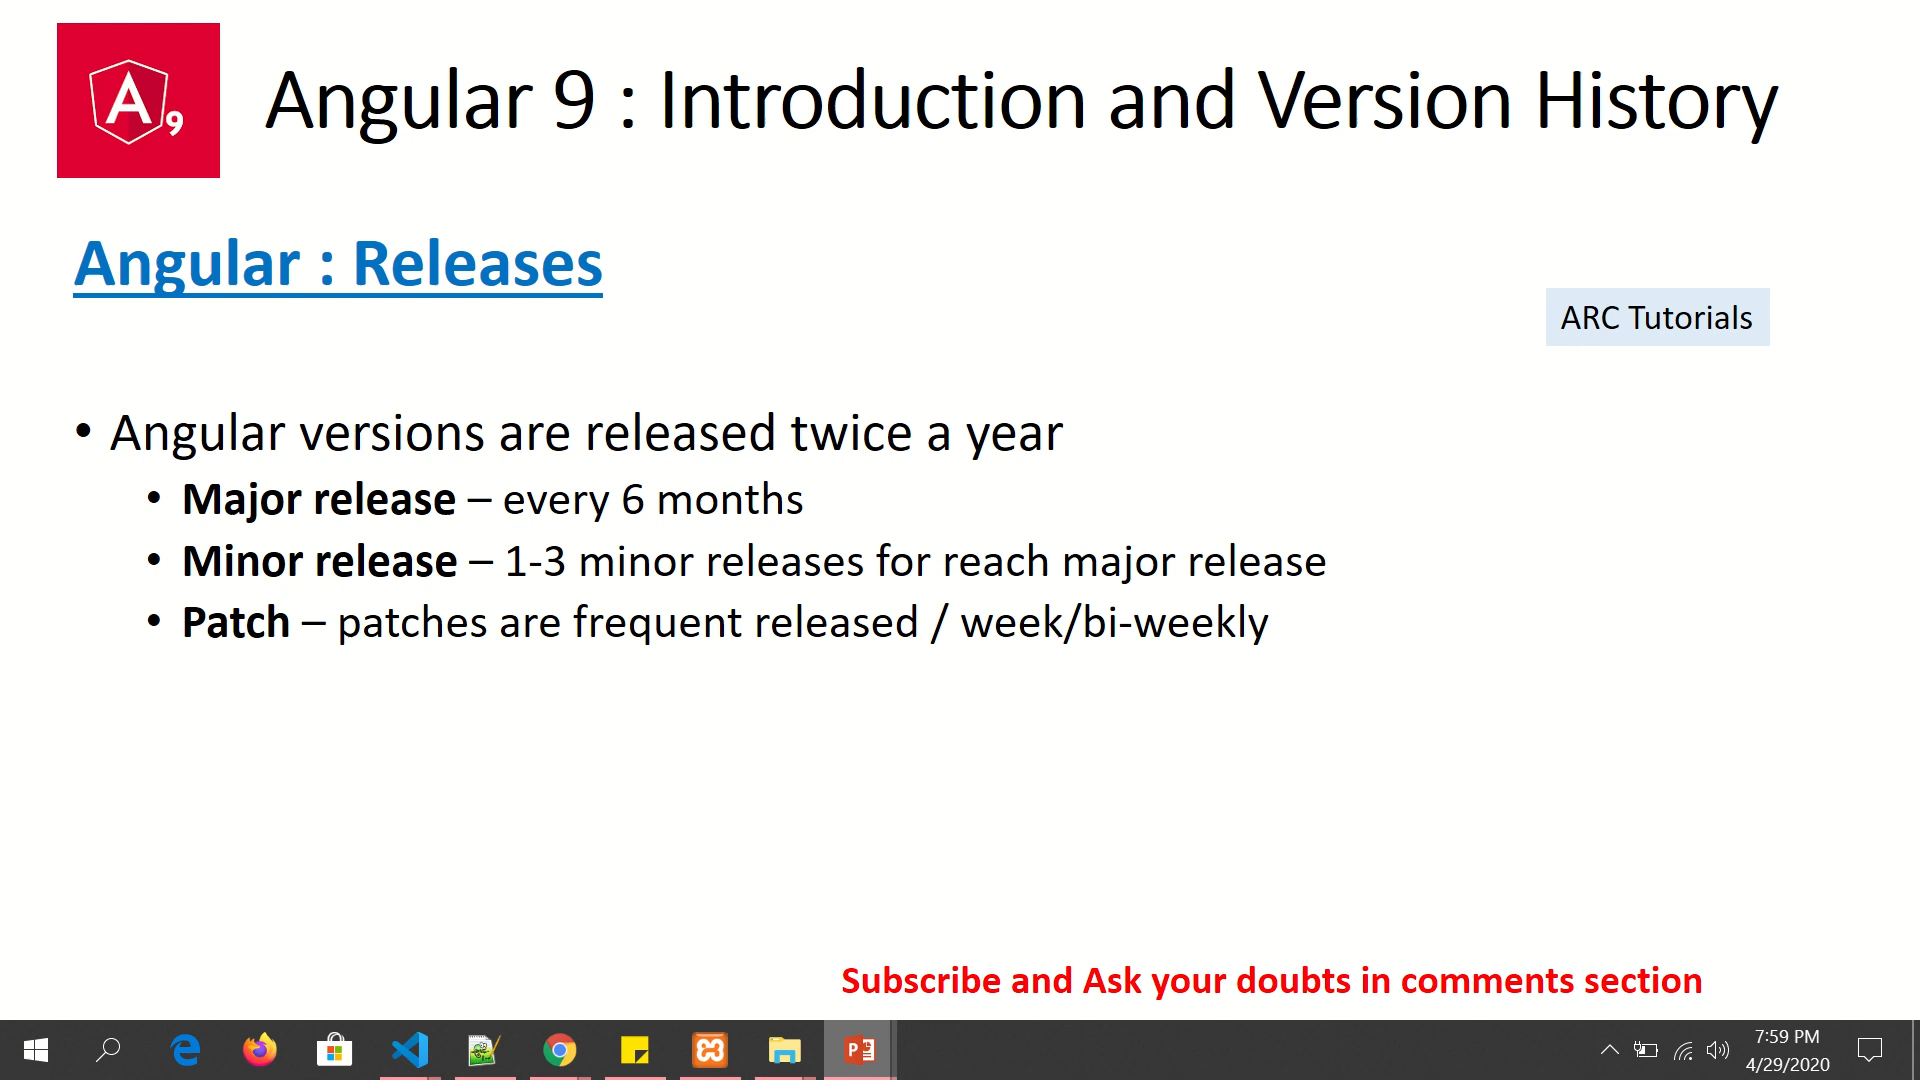 A9
Angular 9 : Introduction and Version History
Angular : Releases
ARC Tutorials
• Angular versions are released twice a year
• Major release – every 6 months
• Minor release – 1-3 minor releases for reach major release
• Patch – patches are frequent released / week/bi-weekly
Subscribe and Ask your doubts in comments section
7:59 PM
4/29/2020